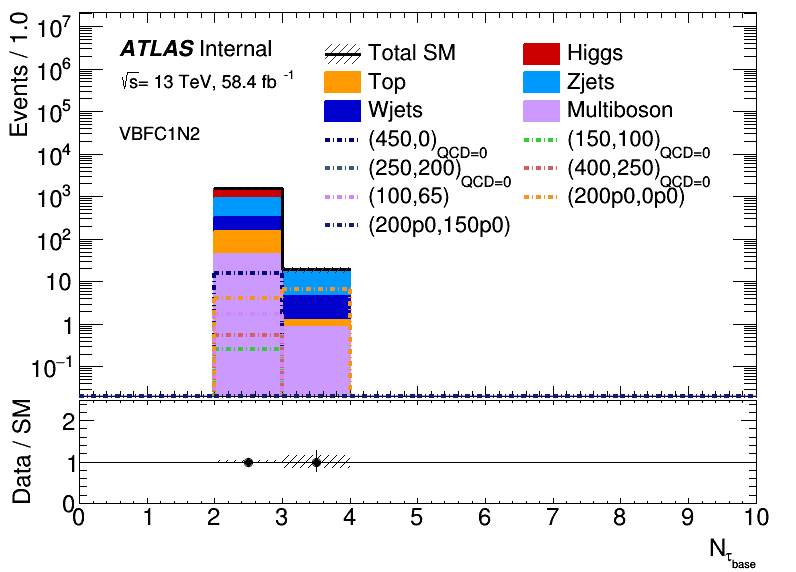 Events / 1.0
10⁷
10⁶
10⁵
10⁴
10³
10²
10
1
10⁻¹
ATLAS Internal
√s= 13 TeV, 58.4 fb ⁻¹
VBFC1N2
Total SM
Higgs
Top
Zjets
Wjets
Multiboson
(450,0)QCD=0
(150,100)QCD=0
(250,200)QCD=0
(400,250)QCD=0
(100,65)
(200p0,0p0)
(200p0,150p0)
Data / SM
2
1
0
0 1 2 3 4 5 6 7 8 9 10
Nτbase